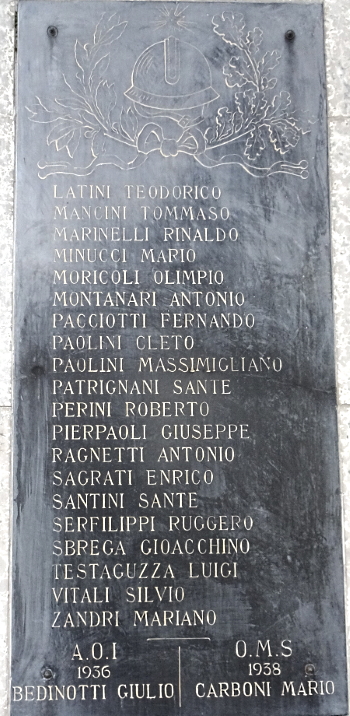 LATINI TEODORICO
MANCINI TOMMASO
MARINELLI RINALDO
MINUCCI MARIO
MORICOLI OLIMPIO
MONTANARI ANTONIO
PACCIOTTI FERNANDO
PAOLINI CLETO
PAOLINI MASSIMIGLIANO
PATRIGNANI SANTE
PERINI ROBERTO
PIERPAOLI GIUSEPPE
RAGNETTI ANTONIO
SAGRATI ENRICO
SANTINI SANTE
SERFILIPPI RUGGERO
SBREGA GIOACCHINO
TESTAGUZZA LUIGI
VITALI SILVIO
ZANDRI MARIANO
A.O.I
1936
BEDINOTTI GIULIO
O.M.S
1938
CARBONI MARIO